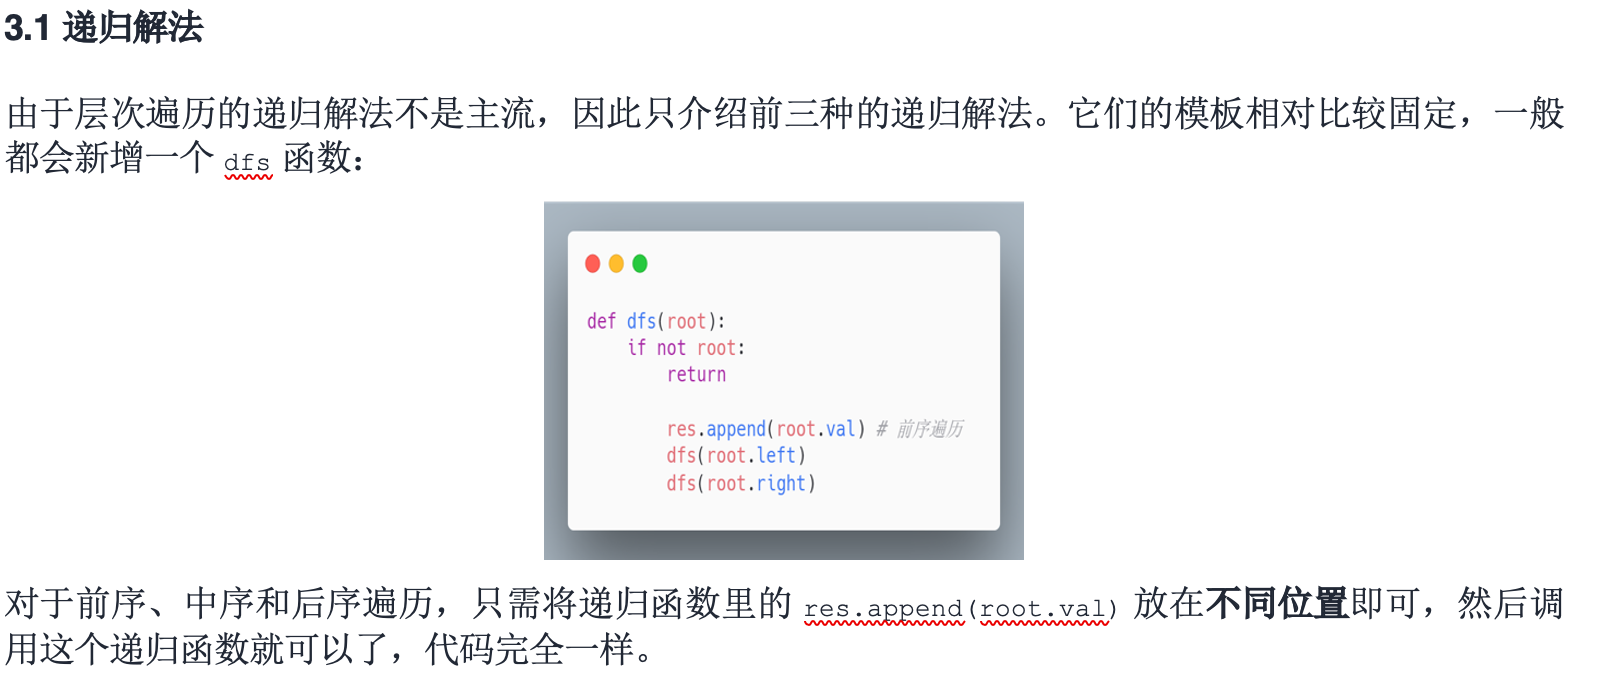 3.1 递归解法
由于层次遍历的递归解法不是主流，因此只介绍前三种的递归解法。它们的模板相对比较固定，一般
都会新增一个 dfs 函数：
def dfs(root):
    if not root:
        return
        res.append(root.val) # 前序遍历
        dfs(root.left)
        dfs(root.right)
对于前序、中序和后序遍历，只需将递归函数里的 res.append(root.val) 放在不同位置即可，然后调
用这个递归函数就可以了，代码完全一样。